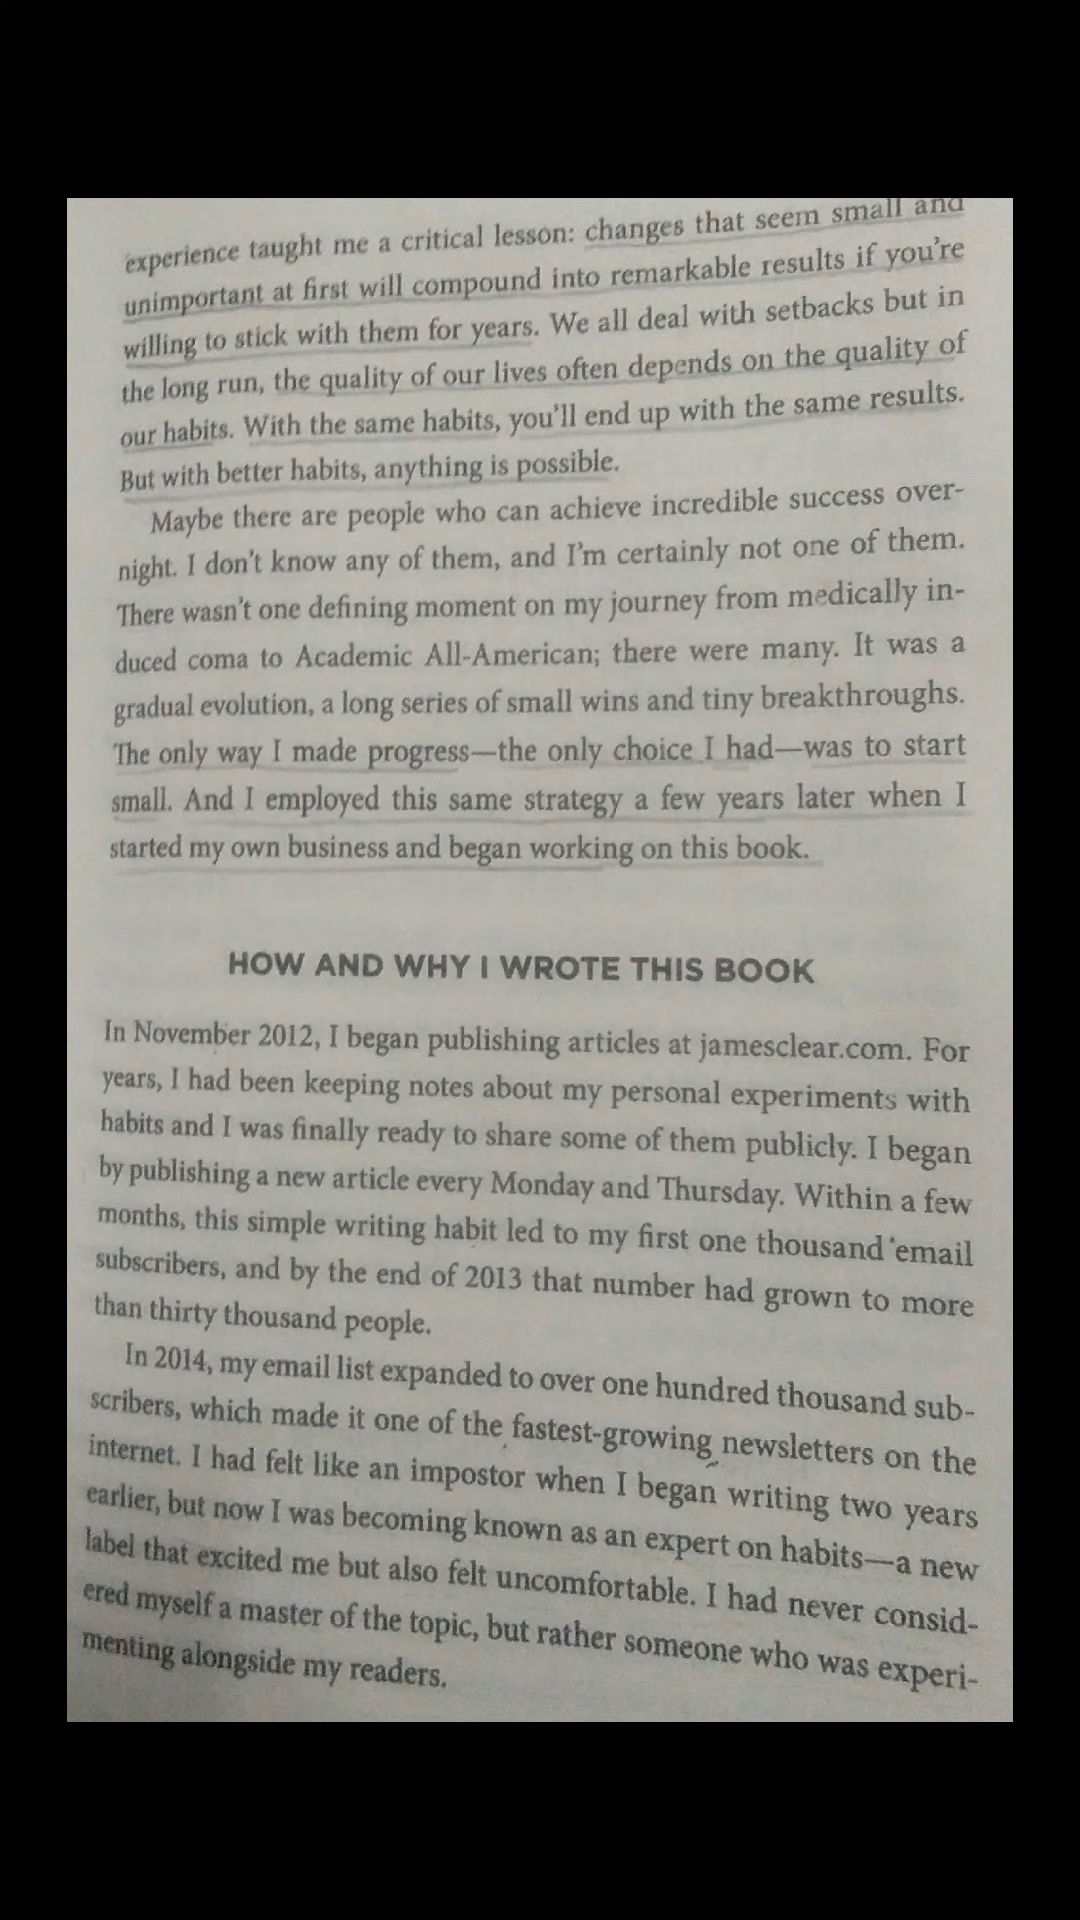 experience taught me a critical lesson: changes that seem small and
unimportant at first will compound into remarkable results if you're
willing to stick with them for years. We all deal with setbacks but in
the long run, the quality of our lives often depends on the quality of
our habits. With the same habits, you'll end up with the same results.
But with better habits, anything is possible.
Maybe there are people who can achieve incredible success over-
night. I don't know any of them, and I'm certainly not one of them.
There wasn't one defining moment on my journey from medically in-
duced coma to Academic All-American; there were many. It was a
gradual evolution, a long series of small wins and tiny breakthroughs.
The only way I made progress—the only choice I had—was to start
small. And I employed this same strategy a few years later when I
started my own business and began working on this book.
HOW AND WHY I WROTE THIS BOOK
In November 2012, I began publishing articles at jamesclear.com. For
years, I had been keeping notes about my personal experiments with
habits and I was finally ready to share some of them publicly. I began
by publishing a new article every Monday and Thursday. Within a few
months, this simple writing habit led to my first one thousand email
subscribers, and by the end of 2013 that number had grown to more
than thirty thousand people.
In 2014, my email list expanded to over one hundred thousand sub-
scribers, which made it one of the fastest-growing newsletters on the
internet. I had felt like an impostor when I began writing two years
earlier, but now I was becoming known as an expert on habits—a new
label that excited me but also felt uncomfortable. I had never consid-
ered myself a master of the topic, but rather someone who was experi-
menting alongside my readers.